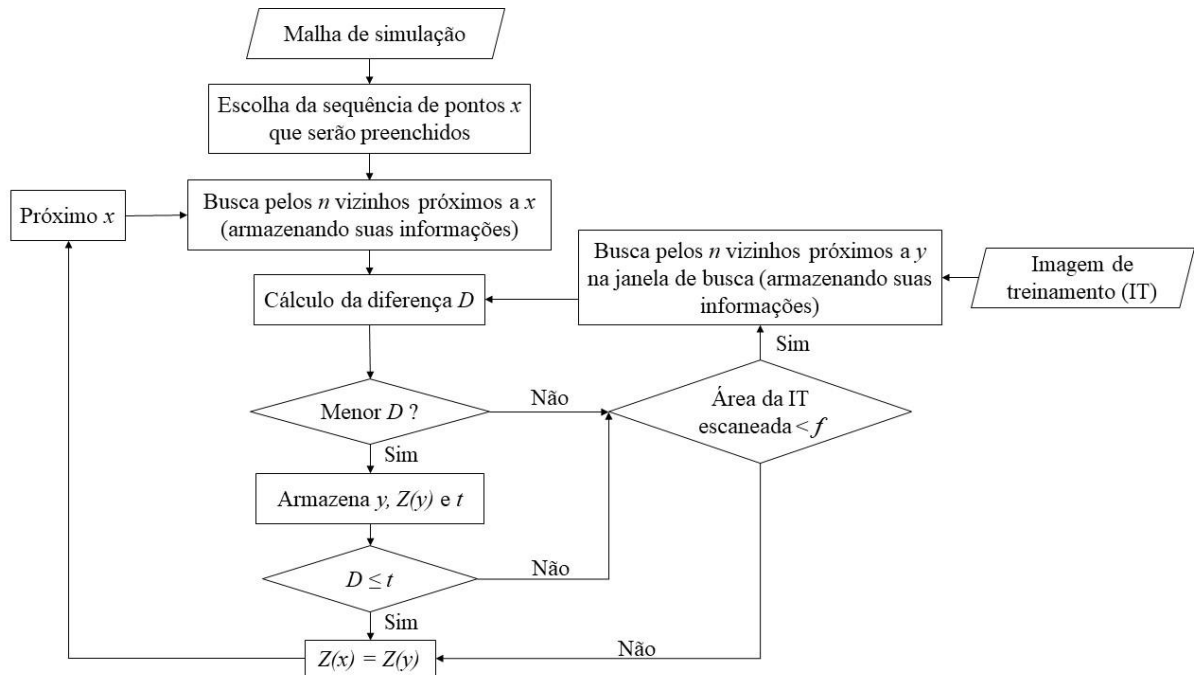 Malha de simulação
Escolha da sequência de pontos x
que serão preenchidos
Próximo x
Busca pelos n vizinhos próximos a x
(armazenando suas informações)
Busca pelos n vizinhos próximos a y
na janela de busca (armazenando suas
informações)
Imagem de
treinamento (IT)
Cálculo da diferença D
Sim
Menor D ?
Não
Área da IT
escaneada < f
Sim
Armazena y, Z(y) e t
D ≤ t
Não
Sim
Não
Z(x) = Z(y)